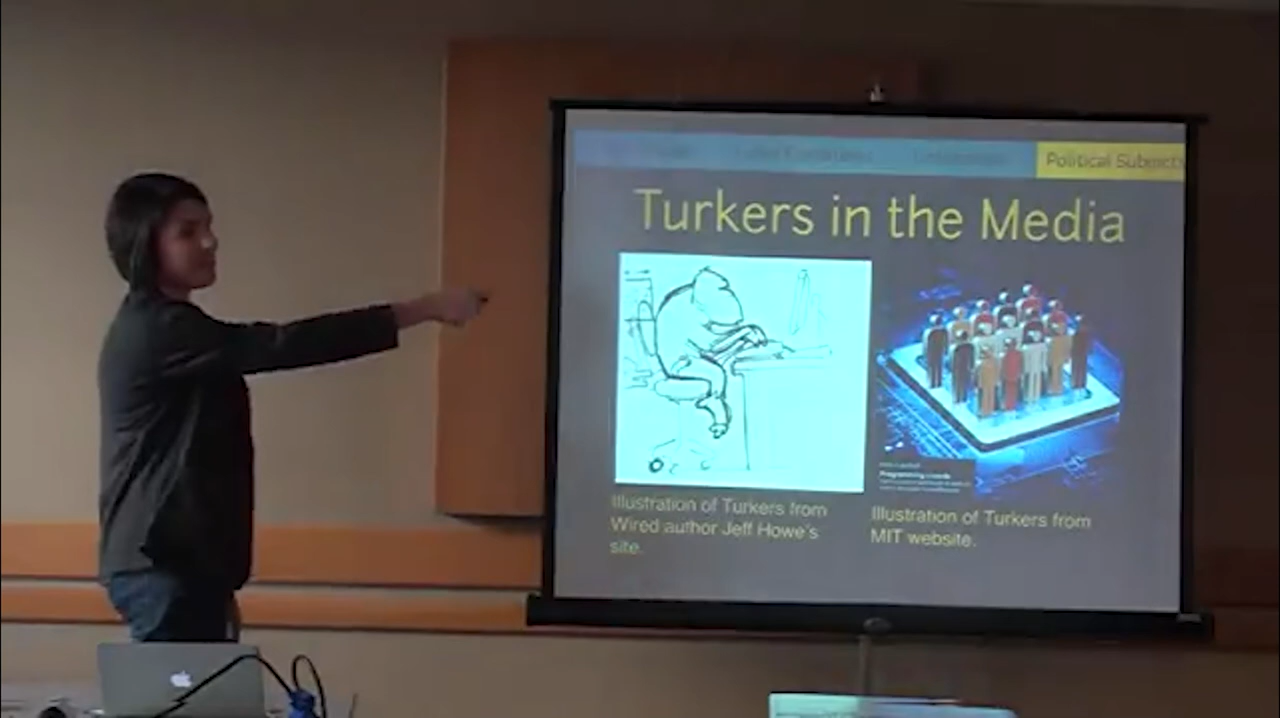 Political Subjects
Turkers in the Media
Illustration of Turkers from
Wired author Jeff Howe's
site.
Illustration of Turkers from
MIT website.